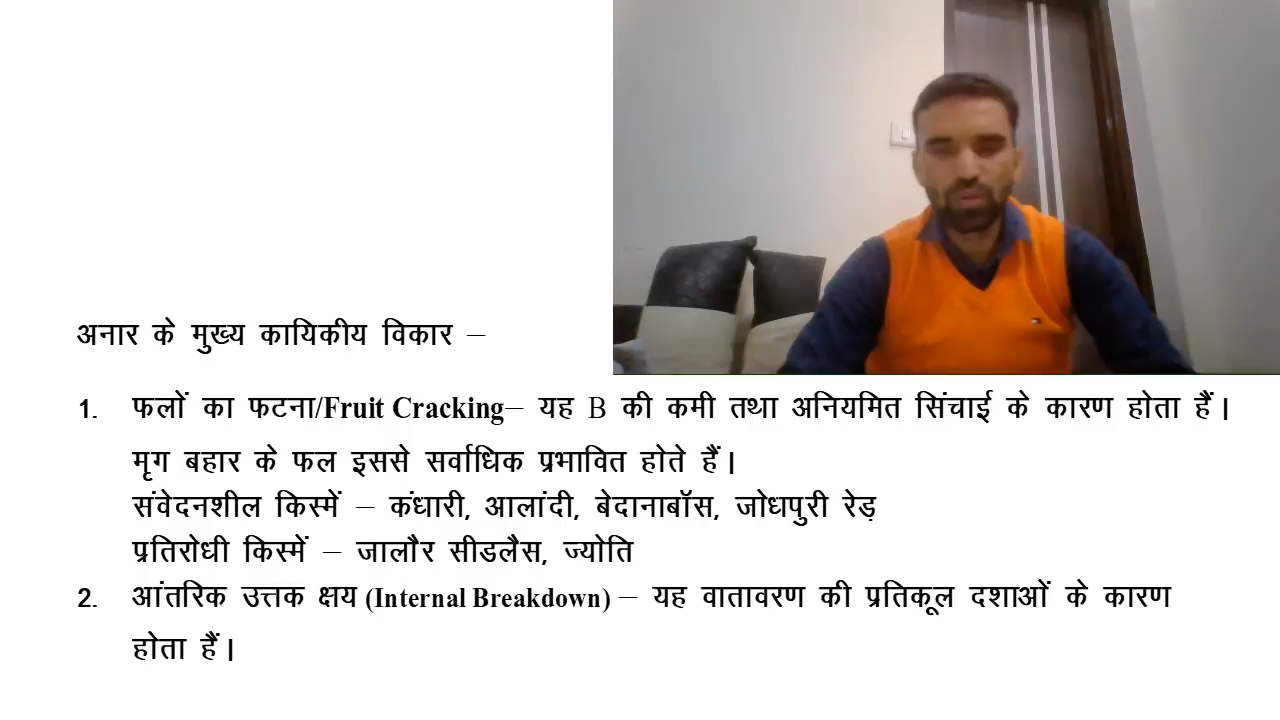 अनार के मुख्य कायिकीय विकार –
1. फलों का फटना/Fruit Cracking– यह B की कमी तथा अनियमित सिंचाई के कारण होता हैं।
मृग बहार के फल इससे सर्वाधिक प्रभावित होते हैं।
संवेदनशील किस्में – कंधारी, आलांदी, बेदानाबॉस, जोधपुरी रेड़
प्रतिरोधी किस्में – जालौर सीडलैस, ज्योति
2. आंतरिक उत्तक क्षय (Internal Breakdown) – यह वातावरण की प्रतिकूल दशाओं के कारण
होता हैं।